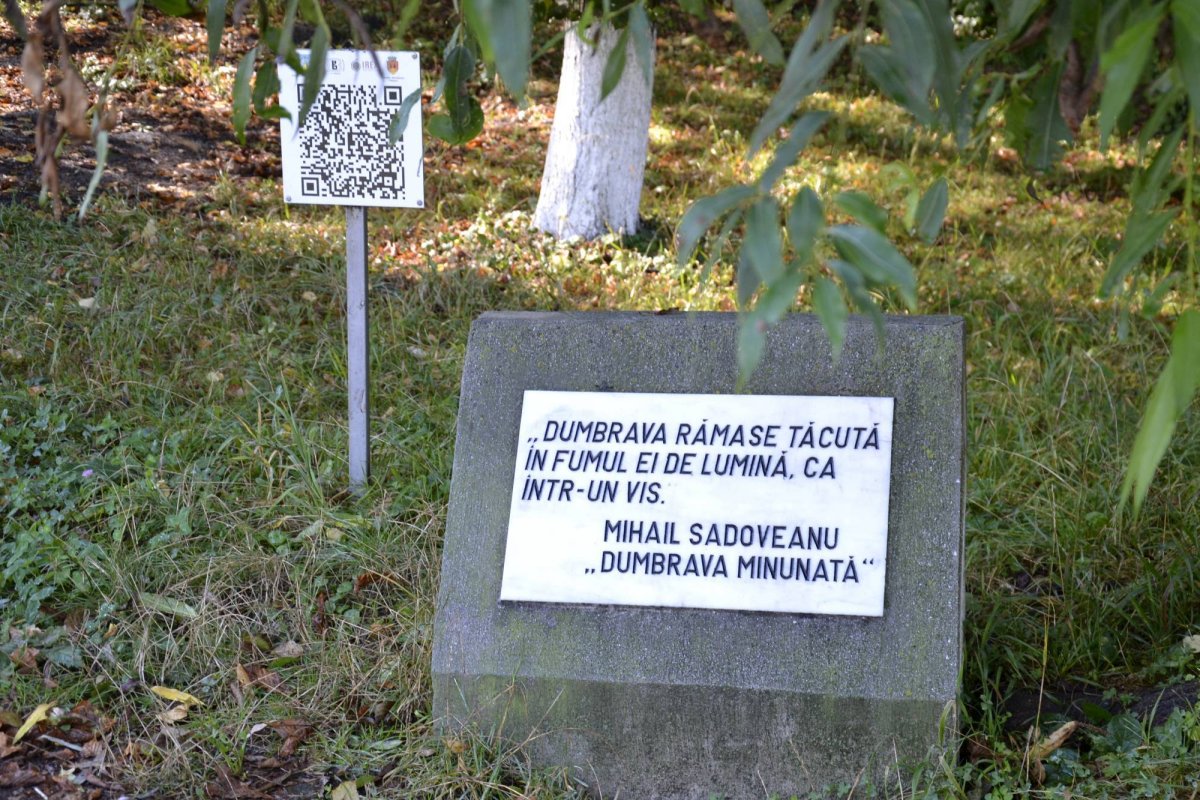 „DUMBRAVA RĂMASE TĂCUTĂ
ÎN FUMUL EI DE LUMINĂ, CA
ÎNTR-UN VIS.
MIHAIL SADOVEANU
„DUMBRAVA MINUNATĂ“